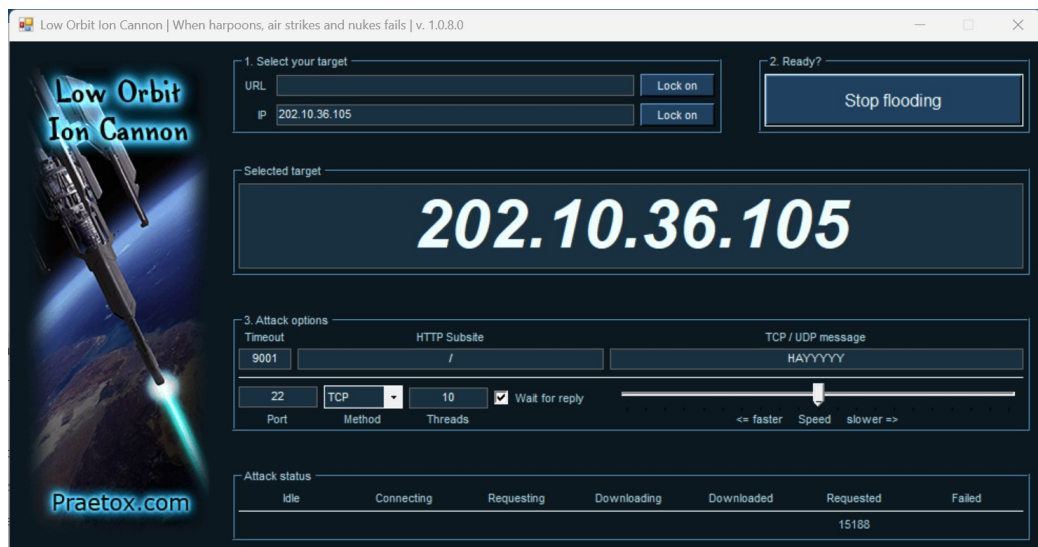 Low Orbit Ion Cannon | When harpoons, air strikes and nukes fails | v. 1.0.8.0
Low Orbit
Ion Cannon
Praetox.com
1. Select your target
URL Lock on
IP 202.10.36.105 Lock on
2. Ready?
Stop flooding
Selected target
202.10.36.105
3. Attack options
Timeout HTTP Subsite TCP / UDP message
9001 / HAYYYYY
22 TCP 10 Wait for reply
Port Method Threads <= faster Speed slower =>
Attack status
Idle Connecting Requesting Downloading Downloaded Requested Failed
15188